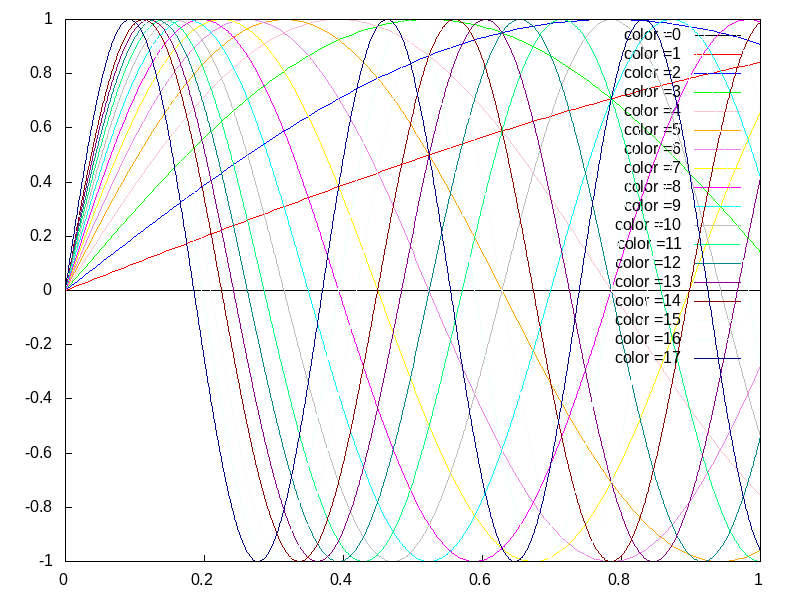 1
0.8
0.6
0.4
0.2
0
-0.2
-0.4
-0.6
-0.8
-1
0 0.2 0.4 0.6 0.8 1
color =0
color =1
color =2
color =3
color =4
color =5
color =6
color =7
color =8
color =9
color =10
color =11
color =12
color =13
color =14
color =15
color =16
color =17